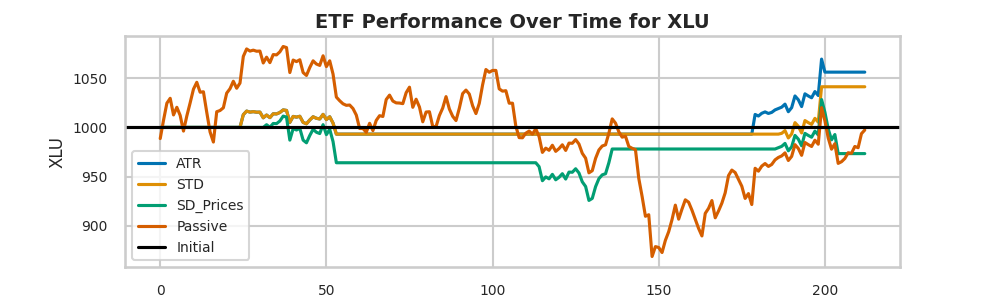 ETF Performance Over Time for XLU
XLU
1050
1000
950
900
ATR
STD
SD_Prices
Passive
Initial
0
50
100
150
200